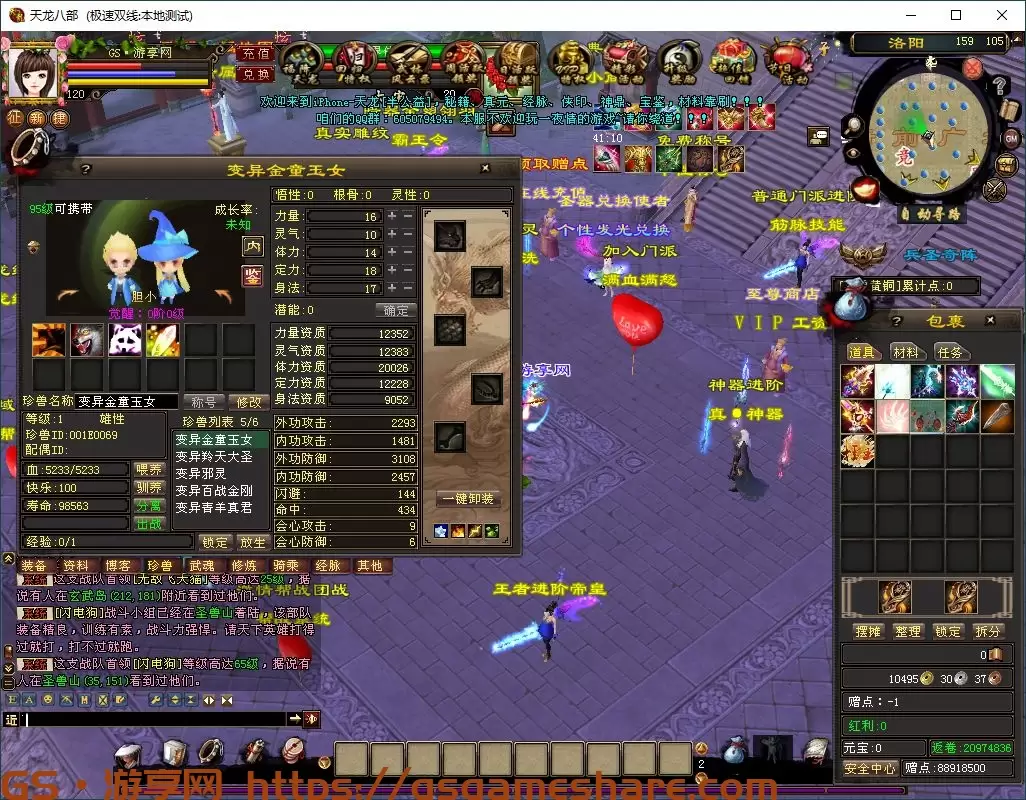 天龙八部 (极速双线:本地测试)
GS·游享网
120
充值
兑换
征 新 捷
洛阳 159 105
欢迎来到iPhone-天龙[半公益]，秘籍、真元、经脉、侠印、神鼎、宝鉴，材料靠刷！！！
咱们的QQ群：605079494。本服不欢迎玩一夜情的游戏 请你绕道！！！
真实雕纹 霸王令
41:10
免费称号
领取赠点
个性发光兑换
加入门派
满血满怒
普通门派进
筋脉技能
兵圣奇阵
至尊商店
VIP 工资
神器进阶
真 神器
王者进阶帝皇
自动寻路
[黄铜]累计点:0
变异金童玉女
95级可携带
成长率:
未知
内
鉴
胆小
觉醒:0阶0级
悟性:0 根骨:0 灵性:0
力量: 16
灵气: 10
体力: 14
定力: 18
身法: 17
潜能:0 确定
力量资质 12352
灵气资质 12383
体力资质 20026
定力资质 12228
身法资质 9052
外功攻击: 2293
内功攻击: 1481
外功防御: 3108
内功防御: 2457
闪避: 144
命中: 434
会心攻击: 9
会心防御: 6
一键卸装
珍兽名称 变异金童玉女 称号 修改
等级:1 雄性
珍兽ID:001E0069
配偶ID:
珍兽列表 5/6
变异金童玉女
变异羚天大圣
变异邪灵
变异百战金刚
变异青羊真君
血:5233/5233 喂养
快乐:100 驯养
寿命:98563 分离
出战
经验:0/1 锁定 放生
装备 资料 博客 珍兽 武魂 修炼 骑乘 经脉 其他
系统 这支战队首领[无敌飞天猫]等级高达25级，据
说有人在玄武岛(212,181)附近看到过他们。
系统 [闪电狗]战斗小组已经在圣兽山着陆，该部队
装备精良，训练有素，战斗力强悍。请天下英雄打得
过就打，打不过就跑。
系统 这支战队首领[闪电狗]等级高达65级，据说有
人在圣兽山(35,151)看到过他们。
近
包裹
道具 材料 任务
摆摊 整理 锁定 拆分
0
10495 30 37
赠点:-1
红利:0
元宝:0 返卷:20974836
安全中心 赠点:88918500
2
GS·游享网 https://gsgameshare.com